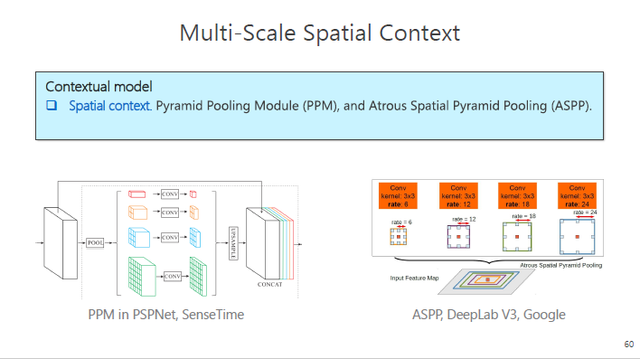 Multi-Scale Spatial Context
Contextual model
Spatial context. Pyramid Pooling Module (PPM), and Atrous Spatial Pyramid Pooling (ASPP).
POOL
CONV
CONV
CONV
CONV
UPSAMPLE
CONCAT
PPM in PSPNet, SenseTime
Conv
kernel: 3x3
rate: 6
Conv
kernel: 3x3
rate: 12
Conv
kernel: 3x3
rate: 18
Conv
kernel: 3x3
rate: 24
rate = 6
rate = 12
rate = 18
rate = 24
Atrous Spatial Pyramid Pooling
Input Feature Map
ASPP, DeepLab V3, Google
60